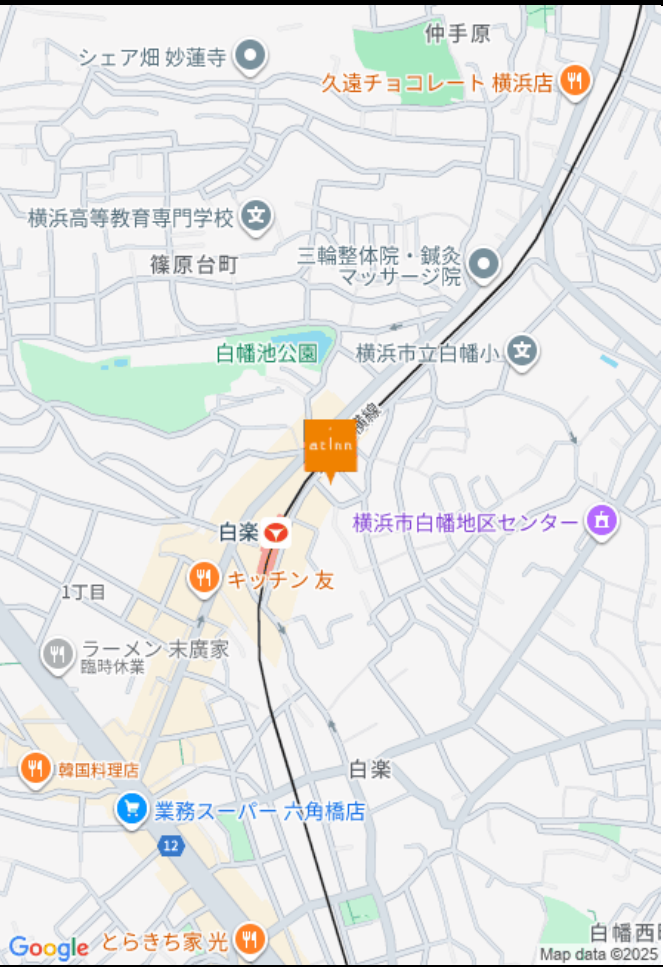 仲手原
シェア畑 妙蓮寺
久遠チョコレート 横浜店
横浜高等教育専門学校
篠原台町
三輪整体院・鍼灸
マッサージ院
白幡池公園
横浜市立白幡小
横線
atInn
白楽
横浜市白幡地区センター
キッチン 友
1丁目
ラーメン 末廣家
臨時休業
白楽
韓国料理店
業務スーパー 六角橋店
12
白幡西
Google
とらきち家 光
Map data ©2025